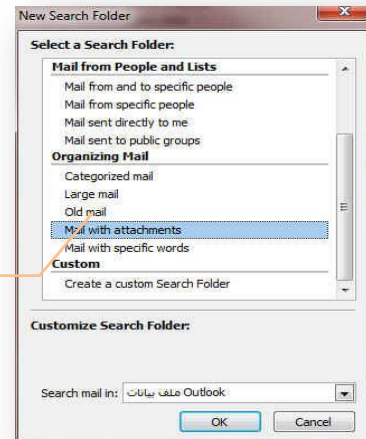 New Search Folder
Select a Search Folder:
Mail from People and Lists
Mail from and to specific people
Mail from specific people
Mail sent directly to me
Mail sent to public groups
Organizing Mail
Categorized mail
Large mail
Old mail
Mail with attachments
Mail with specific words
Custom
Create a custom Search Folder
Customize Search Folder:
Search mail in: ملف بيانات Outlook
OK Cancel